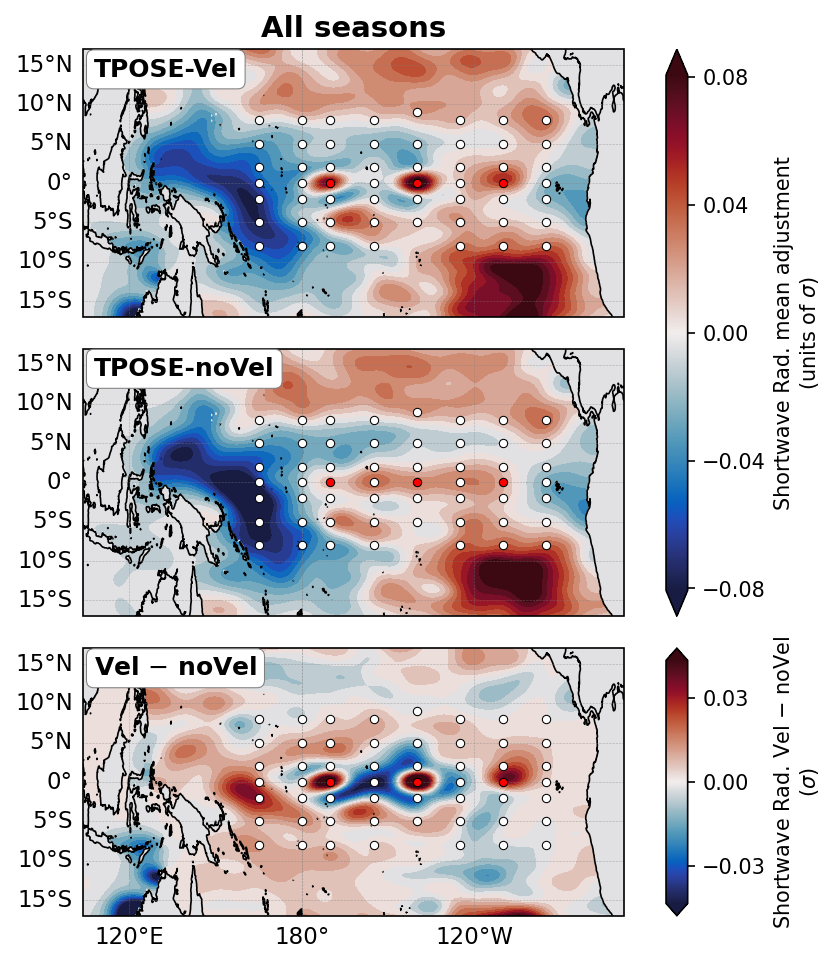 All seasons
TPOSE-Vel
15°N
10°N
5°N
0°
5°S
10°S
15°S
TPOSE-noVel
15°N
10°N
5°N
0°
5°S
10°S
15°S
0.08
0.04
0.00
−0.04
−0.08
Shortwave Rad. mean adjustment
(units of σ)
Vel − noVel
15°N
10°N
5°N
0°
5°S
10°S
15°S
120°E
180°
120°W
0.03
0.00
−0.03
Shortwave Rad. Vel − noVel
(σ)